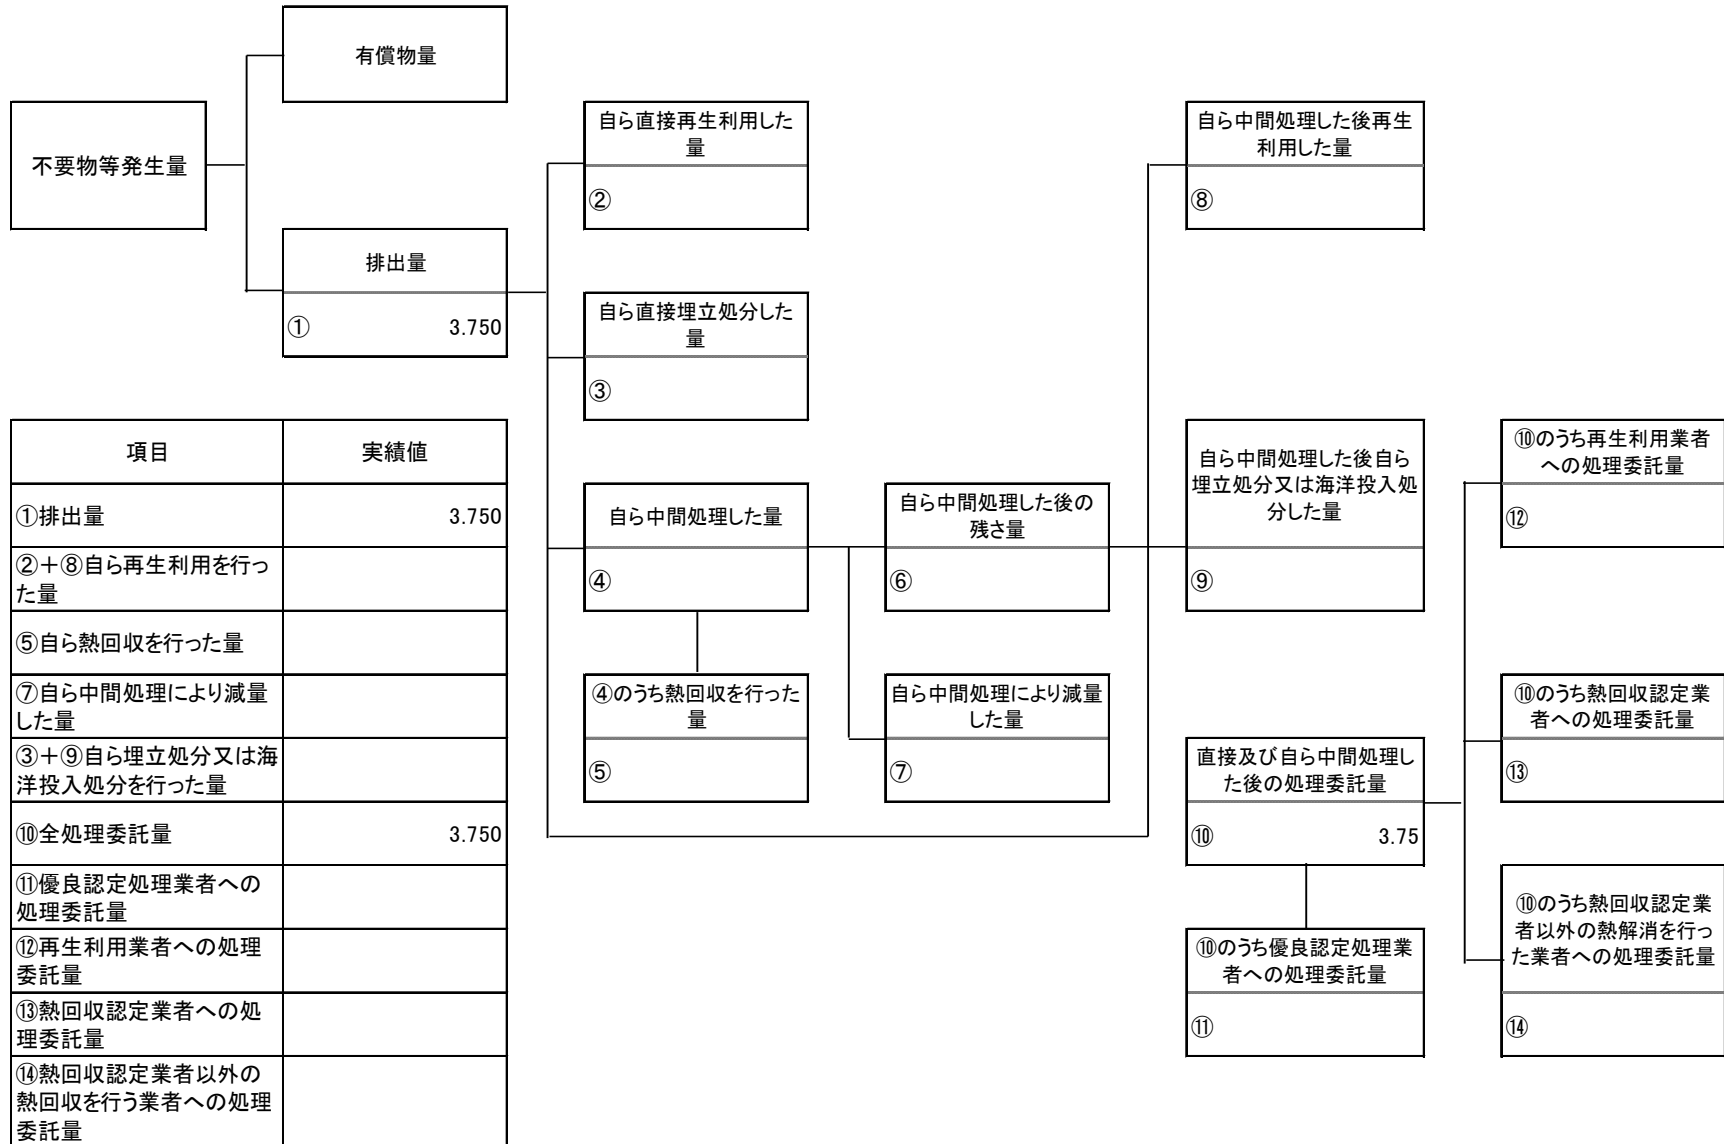 有償物量
不要物等発生量
排出量
① 3.750
自ら直接再生利用した
量
②
自ら直接埋立処分した
量
③
自ら中間処理した量
④
④のうち熱回収を行った
量
⑤
自ら中間処理した後の
残さ量
⑥
自ら中間処理により減量
した量
⑦
自ら中間処理した後再生
利用した量
⑧
自ら中間処理した後自ら
埋立処分又は海洋投入処
分した量
⑨
直接及び自ら中間処理し
た後の処理委託量
⑩ 3.75
⑩のうち優良認定処理業
者への処理委託量
⑪
⑩のうち再生利用業者
への処理委託量
⑫
⑩のうち熱回収認定業
者への処理委託量
⑬
⑩のうち熱回収認定業
者以外の熱解消を行っ
た業者への処理委託量
⑭
項目 実績値
①排出量 3.750
②＋⑧自ら再生利用を行っ
た量
⑤自ら熱回収を行った量
⑦自ら中間処理により減量
した量
③＋⑨自ら埋立処分又は海
洋投入処分を行った量
⑩全処理委託量 3.750
⑪優良認定処理業者への
処理委託量
⑫再生利用業者への処理
委託量
⑬熱回収認定業者への処
理委託量
⑭熱回収認定業者以外の
熱回収を行う業者への処理
委託量